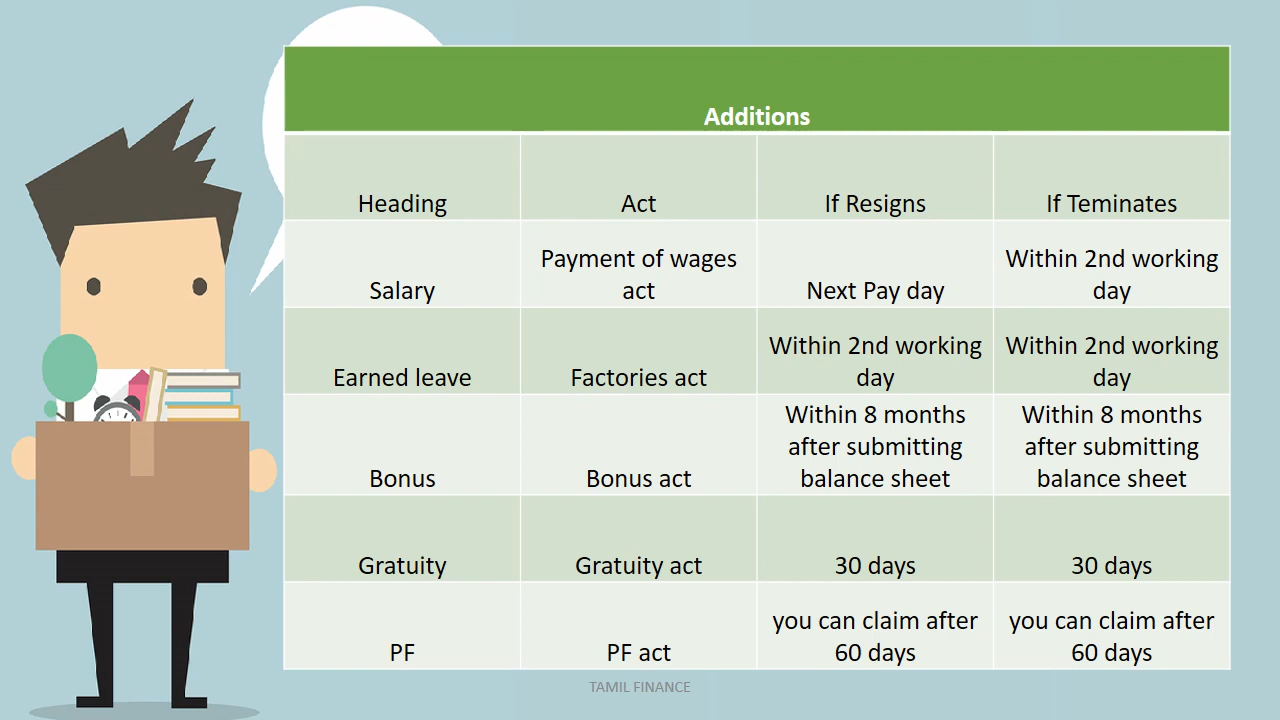 Additions
Heading
Act
If Resigns
If Teminates
Salary
Payment of wages
act
Next Pay day
Within 2nd working
day
Earned leave
Factories act
Within 2nd working
day
Within 2nd working
day
Bonus
Bonus act
Within 8 months
after submitting
balance sheet
Within 8 months
after submitting
balance sheet
Gratuity
Gratuity act
30 days
30 days
PF
PF act
you can claim after
60 days
you can claim after
60 days
TAMIL FINANCE